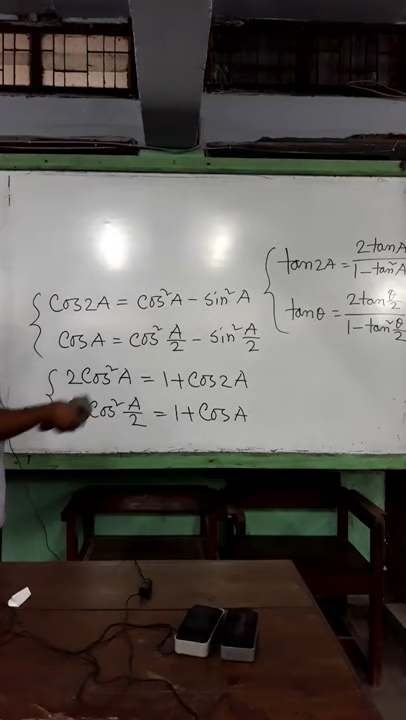 Cos2A = Cos²A - Sin²A
CosA = Cos² A/2 - Sin² A/2
2Cos²A = 1+Cos2A
Cos² A/2 = 1+CosA
tan2A = 2tanA / 1-tan²A
tanθ = 2tan θ/2 / 1-tan² θ/2